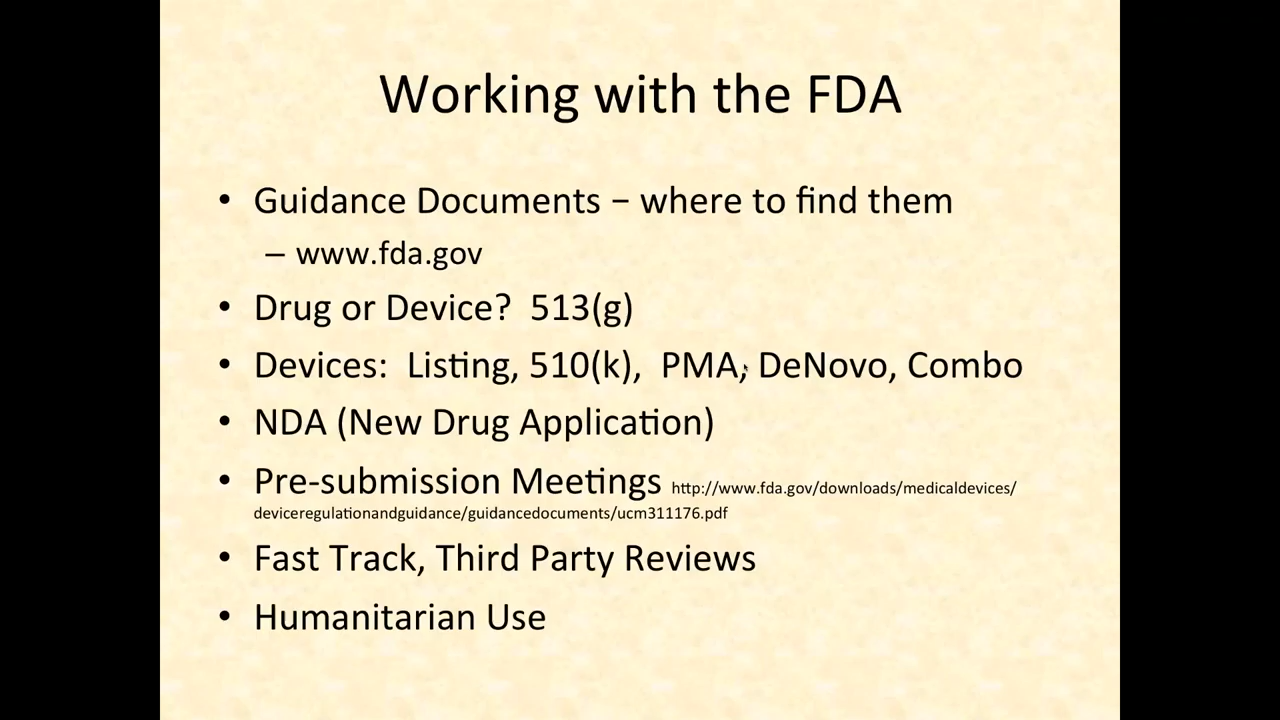 Working with the FDA
• Guidance Documents – where to find them
– www.fda.gov
• Drug or Device?  513(g)
• Devices:  Listing, 510(k),  PMA, DeNovo, Combo
• NDA (New Drug Application)
• Pre-submission Meetings http://www.fda.gov/downloads/medicaldevices/
deviceregulationandguidance/guidancedocuments/ucm311176.pdf
• Fast Track, Third Party Reviews
• Humanitarian Use